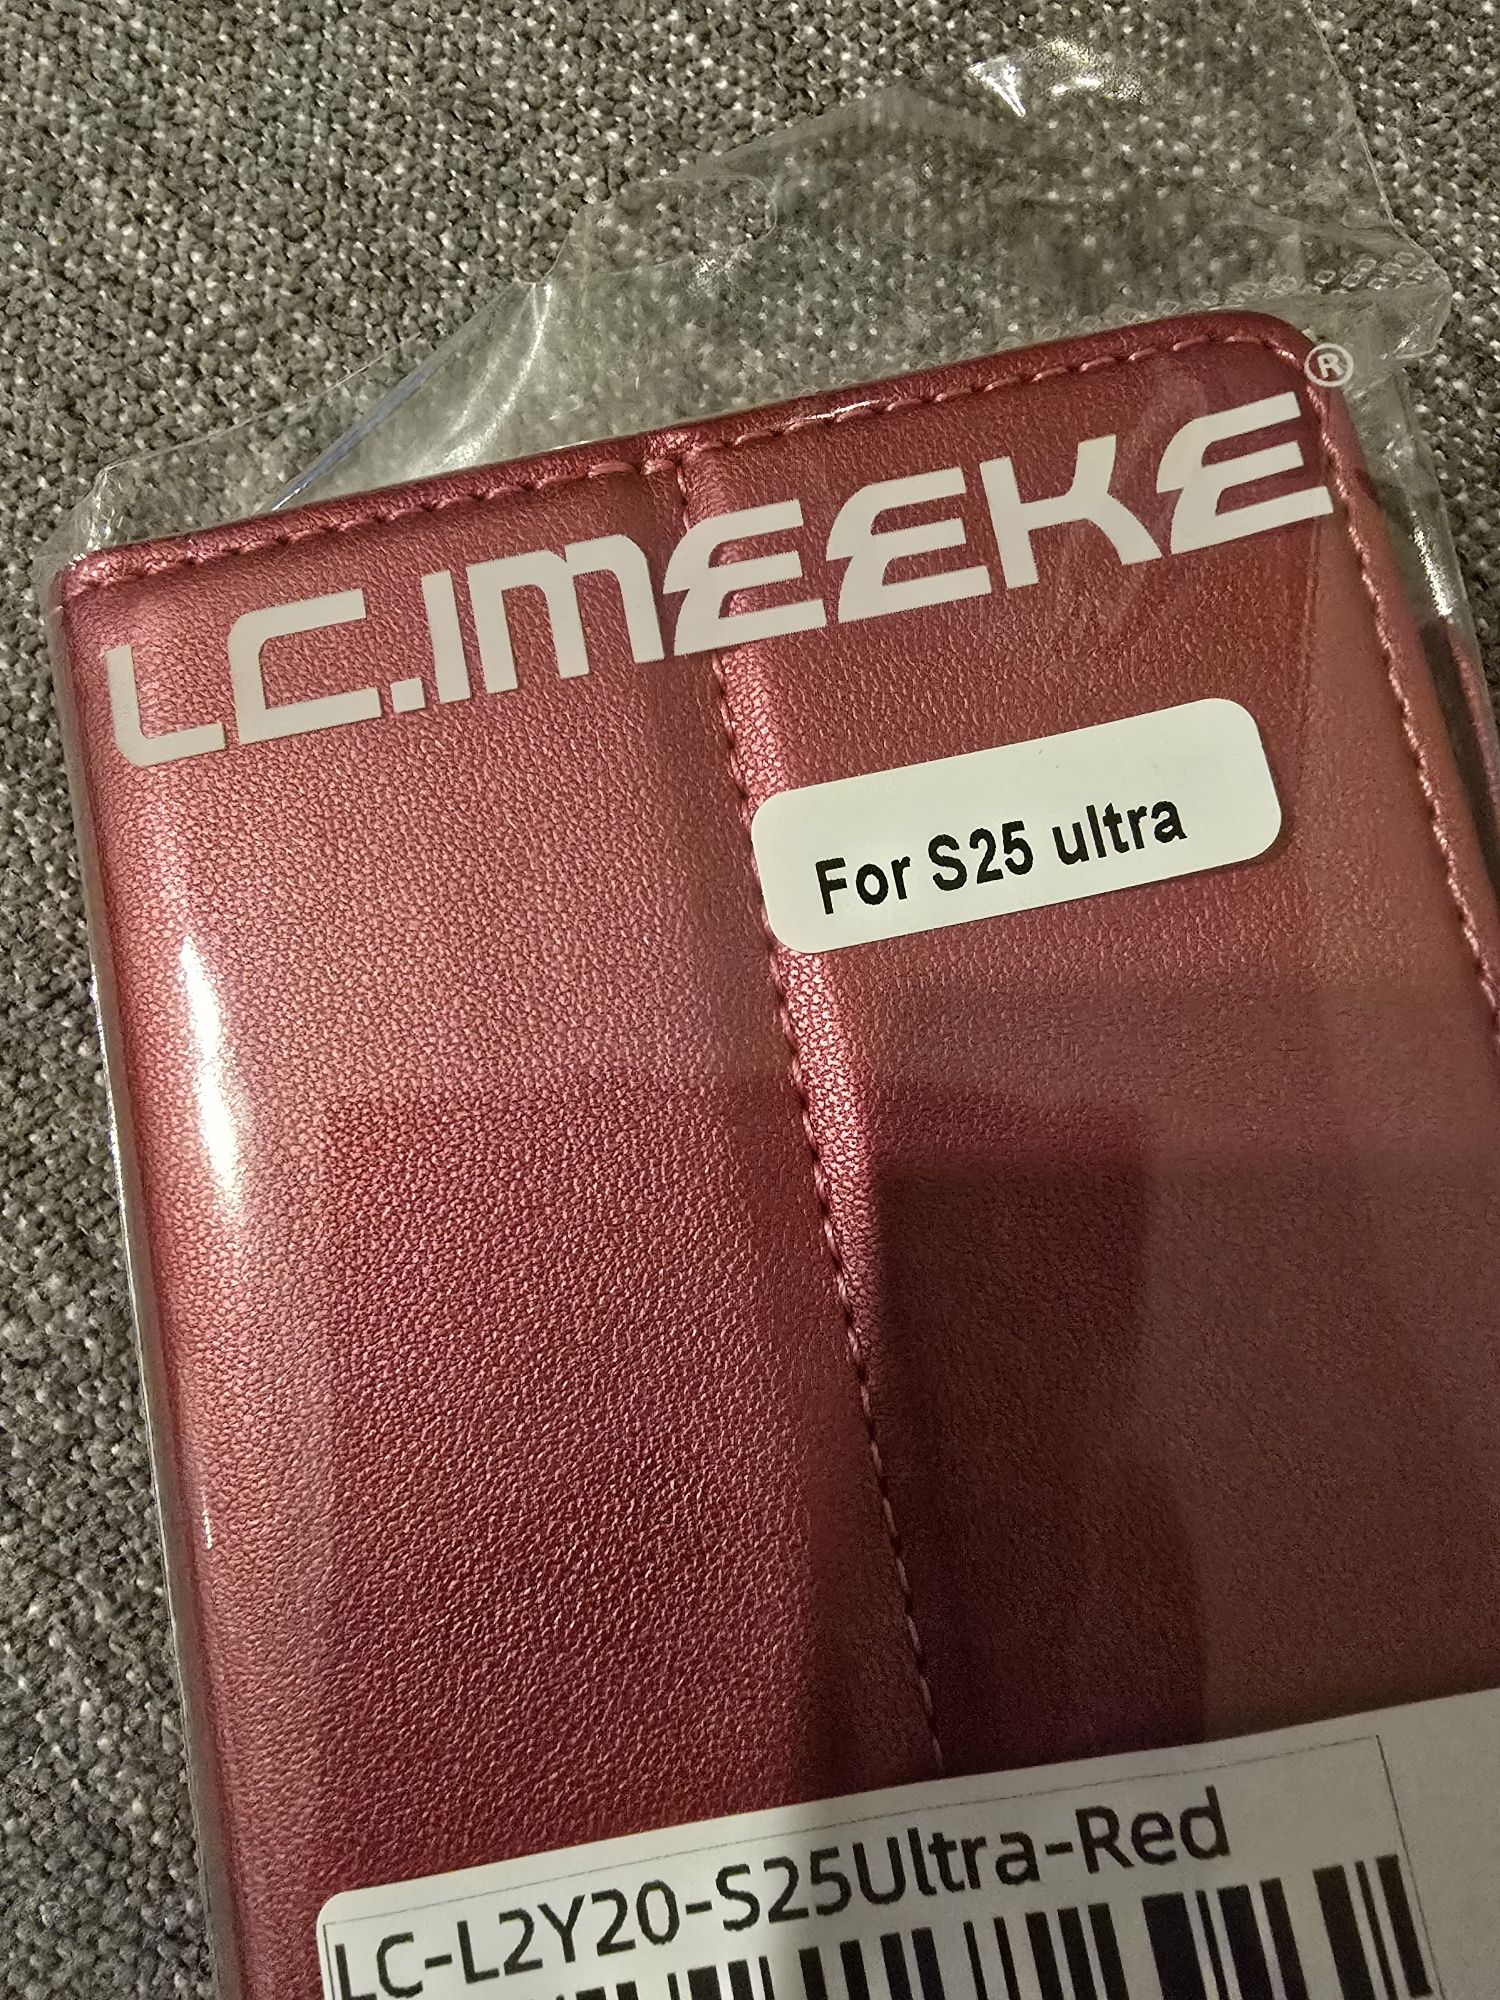 LC.IMEEKE®
For S25 ultra
LC-L2Y20-S25Ultra-Red